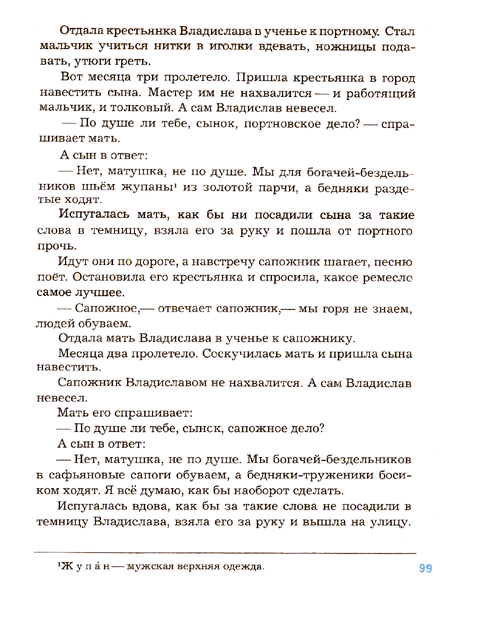 Отдала крестьянка Владислава в ученье к портному. Стал
мальчик учиться нитки в иголки вдевать, ножницы пода-
вать, утюги греть.
Вот месяца три пролетело. Пришла крестьянка в город
навестить сына. Мастер им не нахвалится — и работящий
мальчик, и толковый. А сам Владислав невесел.
— По душе ли тебе, сынок, портновское дело? — спра-
шивает мать.
А сын в ответ:
— Нет, матушка, не по душе. Мы для богачей-бездель-
ников шьём жупаны¹ из золотой парчи, а бедняки разде-
тые ходят.
Испугалась мать, как бы ни посадили сына за такие
слова в темницу, взяла его за руку и пошла от портного
прочь.
Идут они по дороге, а навстречу сапожник шагает, песню
поёт. Остановила его крестьянка и спросила, какое ремесло
самое лучшее.
— Сапожное,— отвечает сапожник,— мы горя не знаем,
людей обуваем.
Отдала мать Владислава в ученье к сапожнику.
Месяца два пролетело. Соскучилась мать и пришла сына
навестить.
Сапожник Владиславом не нахвалится. А сам Владислав
невесел.
Мать его спрашивает:
— По душе ли тебе, сынок, сапожное дело?
А сын в ответ:
— Нет, матушка, не по душе. Мы богачей-бездельников
в сафьяновые сапоги обуваем, а бедняки-труженики боси-
ком ходят. Я всё думаю, как бы наоборот сделать.
Испугалась вдова, как бы за такие слова не посадили в
темницу Владислава, взяла его за руку и вышла на улицу.
¹Жупа́н — мужская верхняя одежда.
99